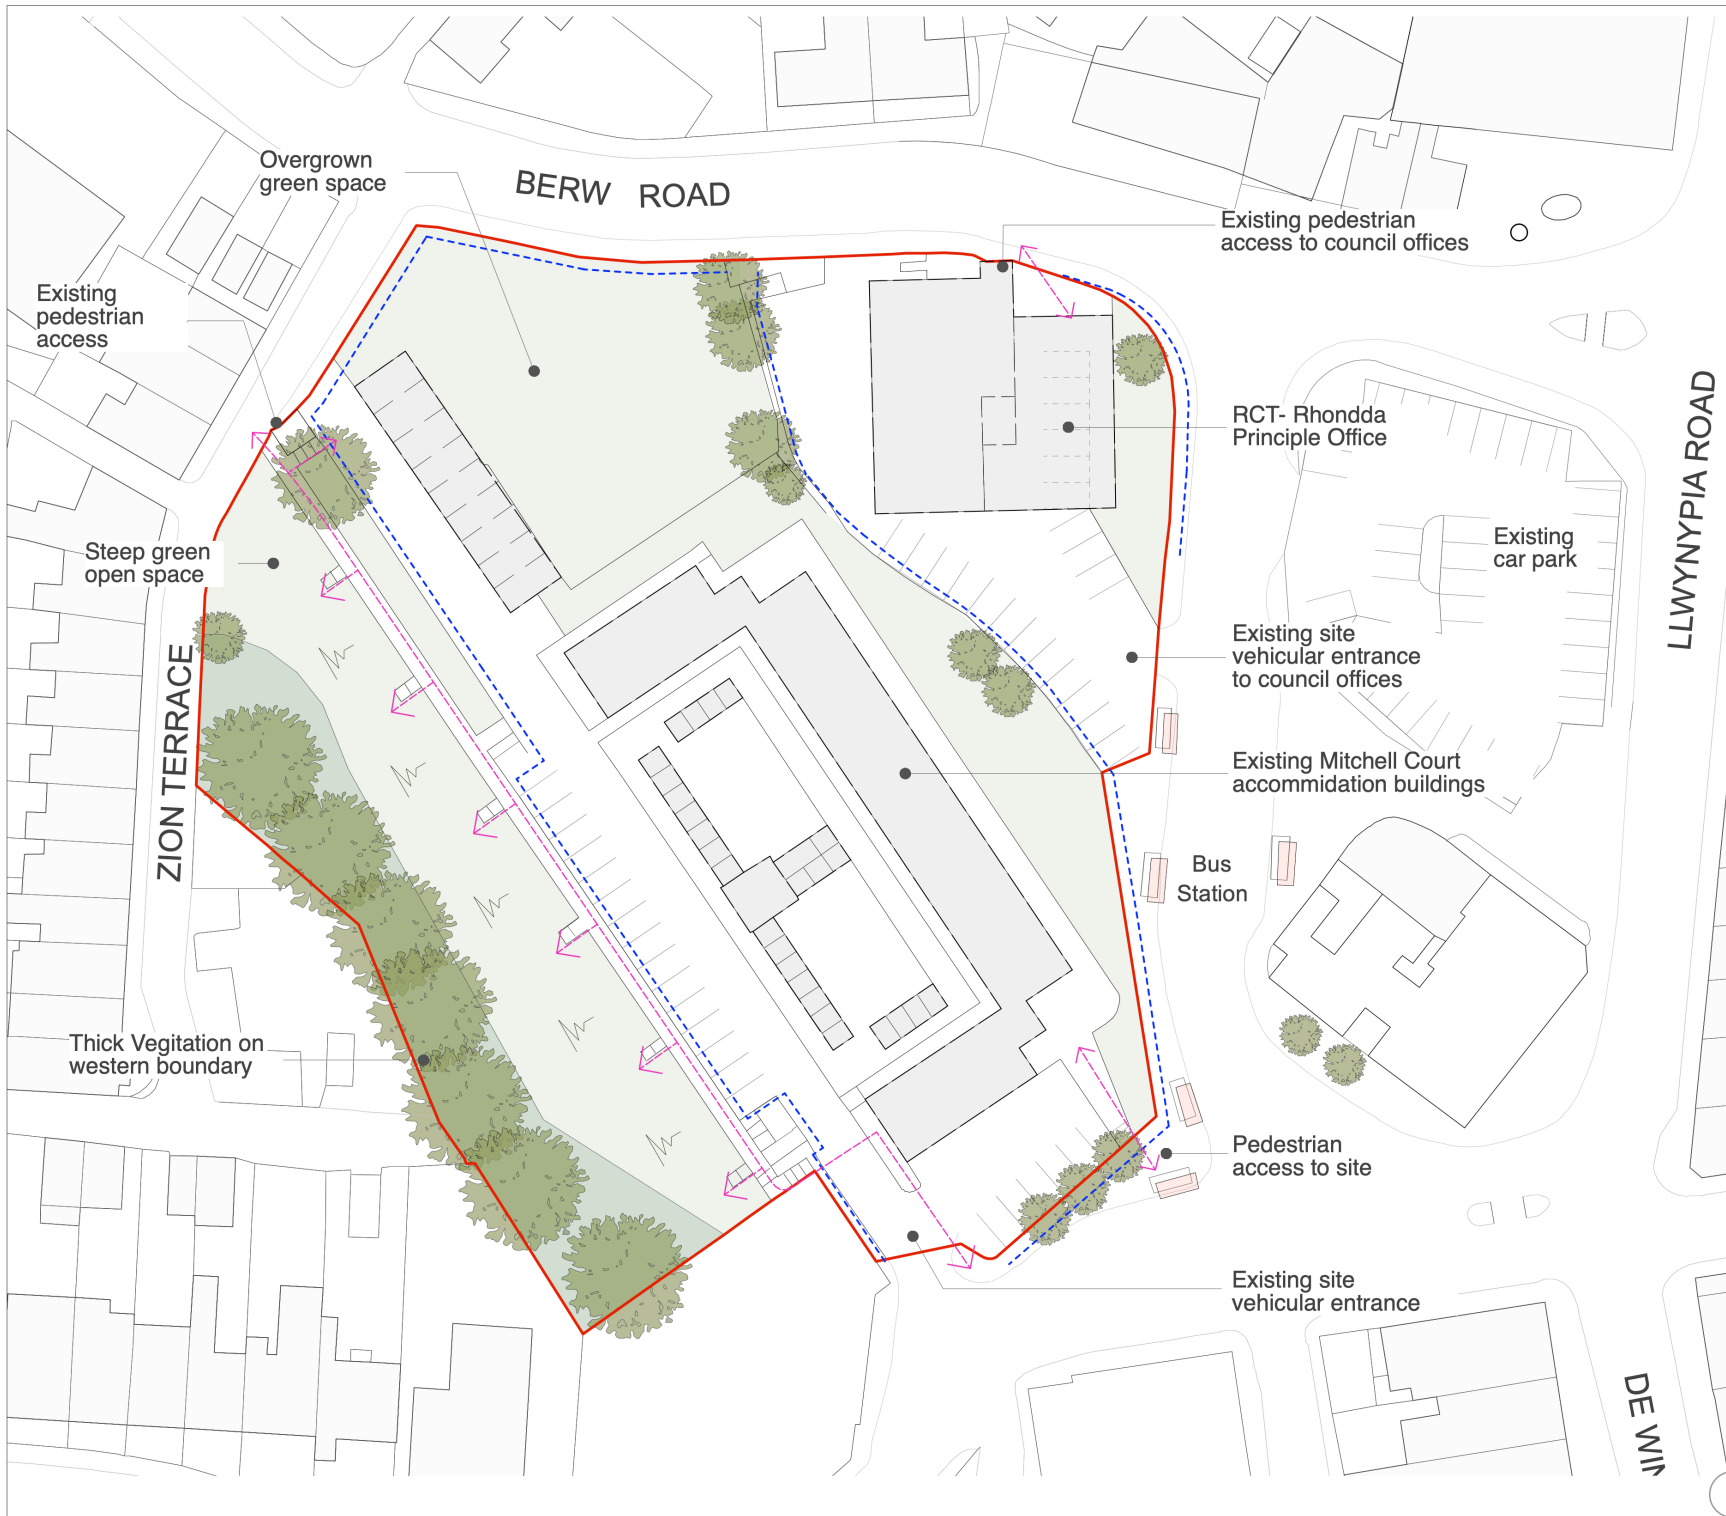 BERW ROAD
Overgrown
green space
Existing pedestrian
access to council offices
Existing
pedestrian
access
RCT- Rhondda
Principle Office
LLWYNYPIA ROAD
Existing
car park
Steep green
open space
ZION TERRACE
Existing site
vehicular entrance
to council offices
Existing Mitchell Court
accommidation buildings
Bus
Station
Thick Vegitation on
western boundary
Pedestrian
access to site
Existing site
vehicular entrance
DE WIN